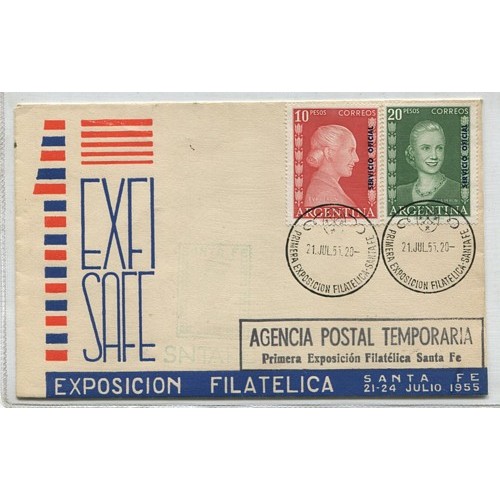 EXFI
SAFE
10 PESOS CORREOS
SERVICIO OFICIAL
ARGENTINA
20 PESOS CORREOS
SERVICIO OFICIAL
ARGENTINA
21.JUL.55.20-
PRIMERA EXPOSICION FILATELICA-SANTA FE
21.JUL.55.20-
PRIMERA EXPOSICION FILATELICA-SANTA FE
AGENCIA POSTAL TEMPORARIA
Primera Exposición Filatélica Santa Fe
EXPOSICION FILATELICA SANTA FE
21-24 JULIO 1955